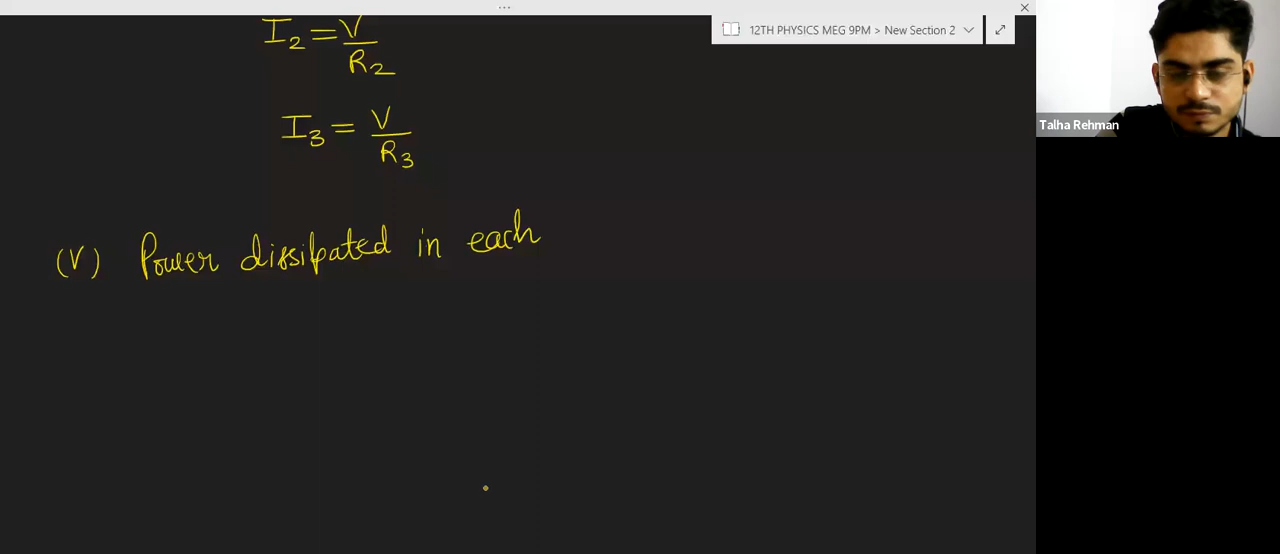 12TH PHYSICS MEG 9PM > New Section 2
I2 = V/R2
Talha Rehman
I3 = V/R3
(V) Power dissipated in each